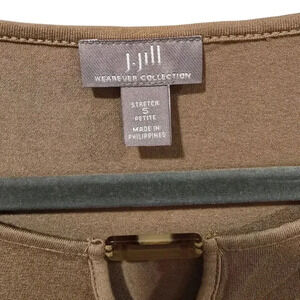 J.Jill
WEAREVER COLLECTION
STRETCH
S
PETITE
MADE IN
PHILIPPINES